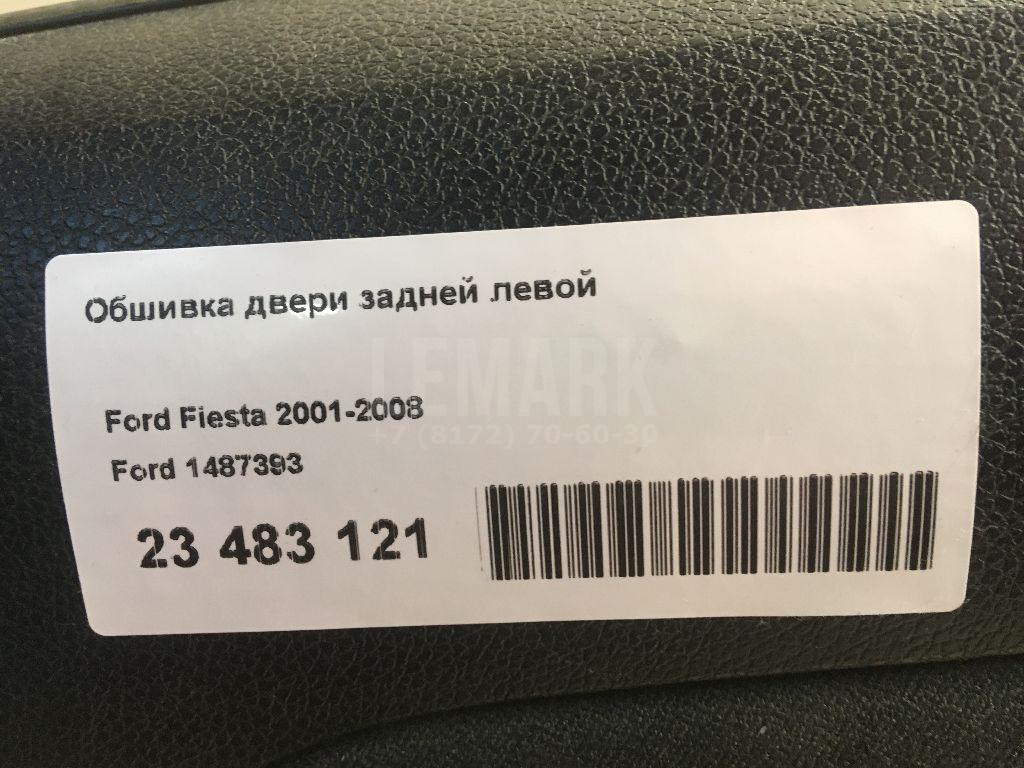 Обшивка двери задней левой
LEMARK
Ford Fiesta 2001-2008
+7 (8172) 70-60-30
Ford 1487393
23 483 121